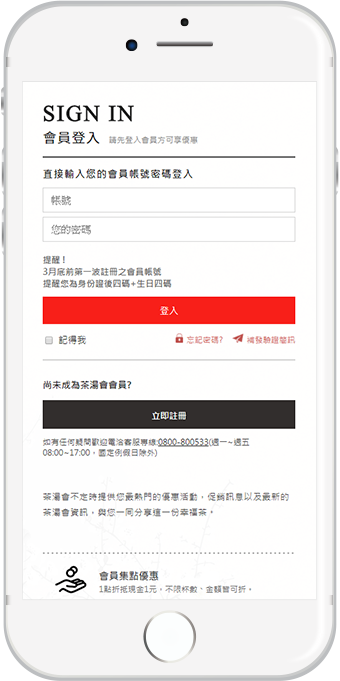 SIGN IN
會員登入 請先登入會員方可享優惠
直接輸入您的會員帳號密碼登入
帳號
您的密碼
提醒！
3月底前第一波註冊之會員帳號
提醒您為身份證後四碼+生日四碼
登入
記得我 忘記密碼? 補發驗證簡訊
尚未成為茶湯會會員?
立即註冊
如有任何疑問歡迎電洽客服專線:0800-800533(週一~週五
08:00~17:00，國定例假日除外)
茶湯會不定時提供您最熱門的優惠活動，促銷訊息以及最新的
茶湯會資訊，與您一同分享這一份幸福茶。
會員集點優惠
1點折抵現金1元，不限杯數、金額皆可折。